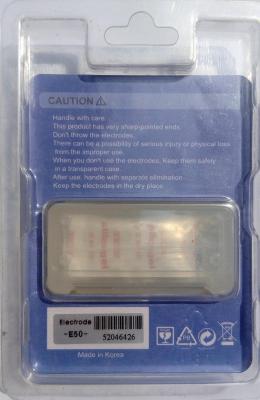 CAUTION
Handle with care.
This product has very sharp-pointed ends.
Don't throw the electrodes.
There can be a possibility of serious injury or physical loss
from the improper use.
When you don't use the electrodes, Keep them safely
in a transparent case.
After use, handle with separate elimination.
Keep the electrodes in the dry place.
Electrode
-E50-
52046426
Made in Korea